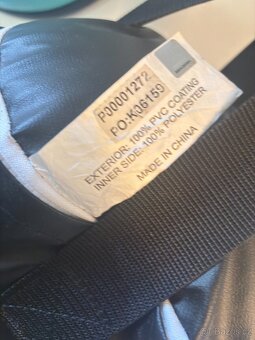 P00001272
PO:K06159
EXTERIOR: 100% PVC COATING
INNER SIDE: 100% POLYESTER
MADE IN CHINA